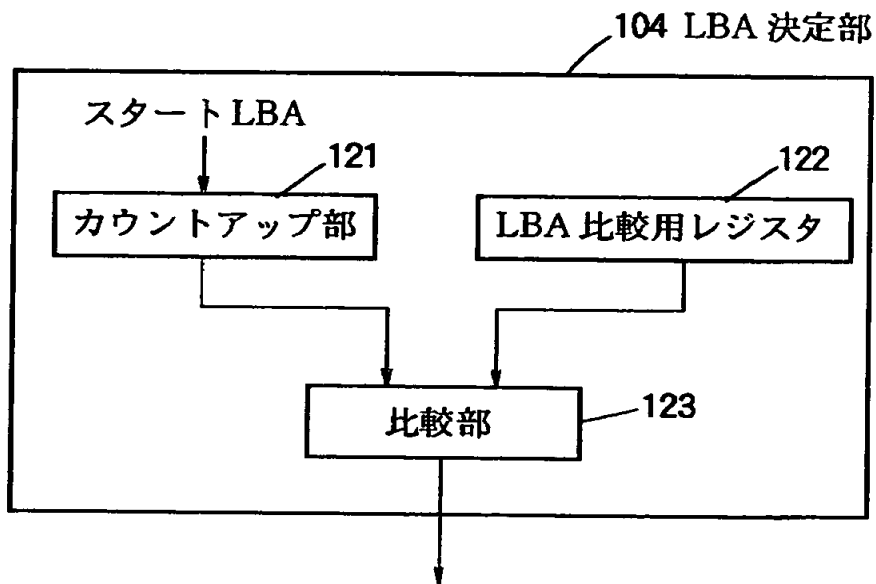 104 LBA 決定部
スタートLBA
121
122
カウントアップ部
LBA 比較用レジスタ
比較部
123